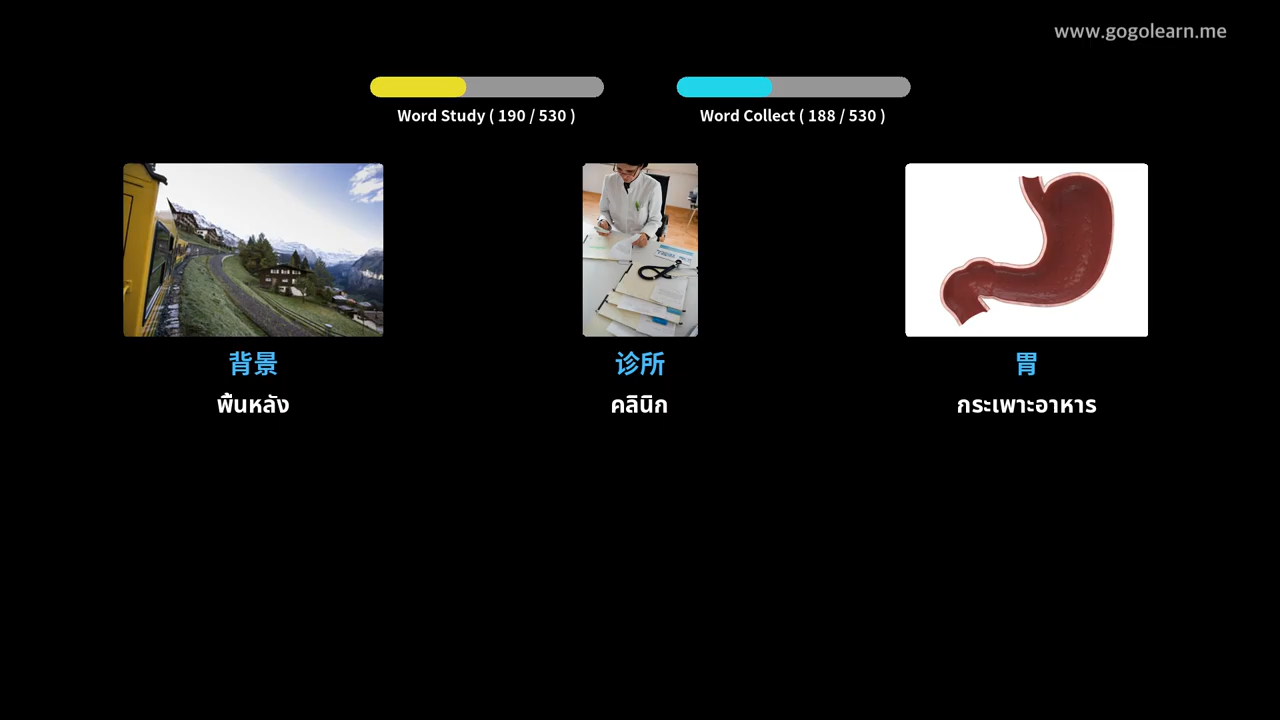 www.gogolearn.me
Word Study ( 190 / 530 )
Word Collect ( 188 / 530 )
背景
诊所
胃
พื้นหลัง
คลินิก
กระเพาะอาหาร